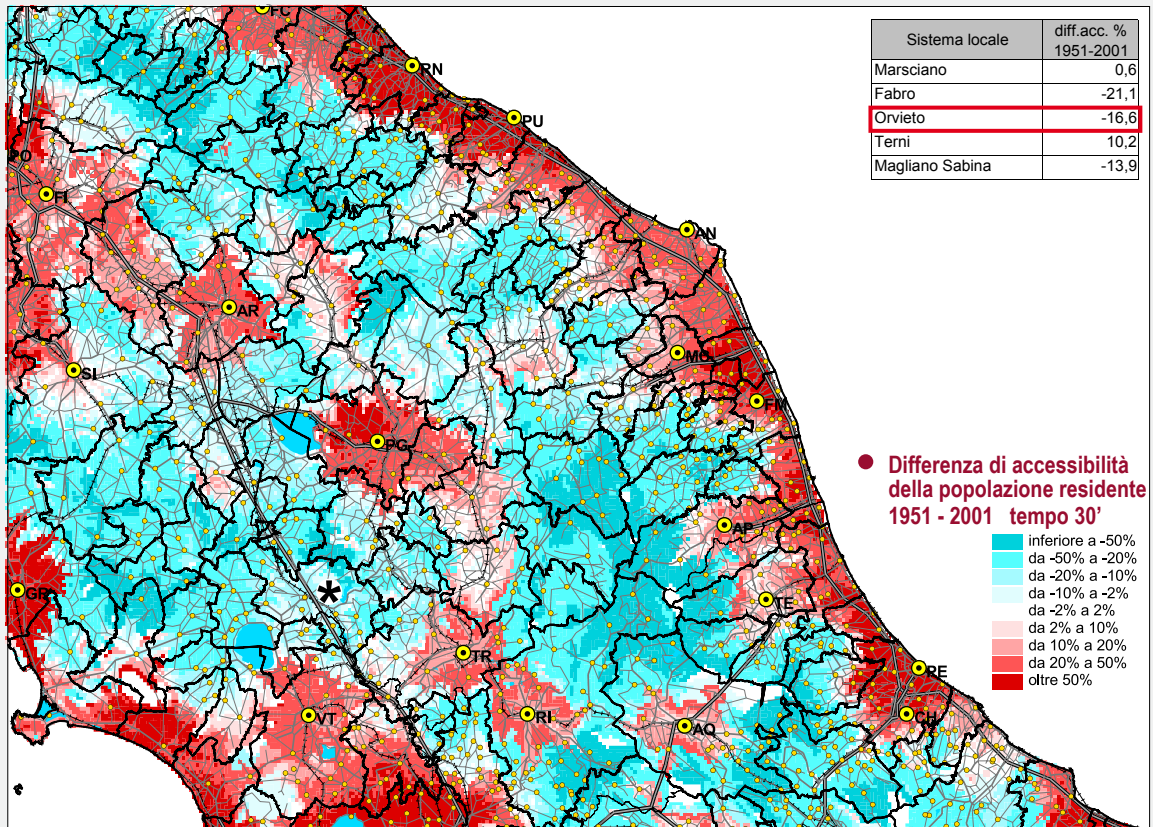 Sistema locale diff.acc. % 1951-2001
Marsciano 0,6
Fabro -21,1
Orvieto -16,6
Terni 10,2
Magliano Sabina -13,9
FC
RN
PU
PO
FI
AN
AR
MC
SI
PG
AP
GR
*
TE
TR
PE
VT
RI
AQ
CH
Differenza di accessibilità
della popolazione residente
1951 - 2001 tempo 30’
inferiore a -50%
da -50% a -20%
da -20% a -10%
da -10% a -2%
da -2% a 2%
da 2% a 10%
da 10% a 20%
da 20% a 50%
oltre 50%